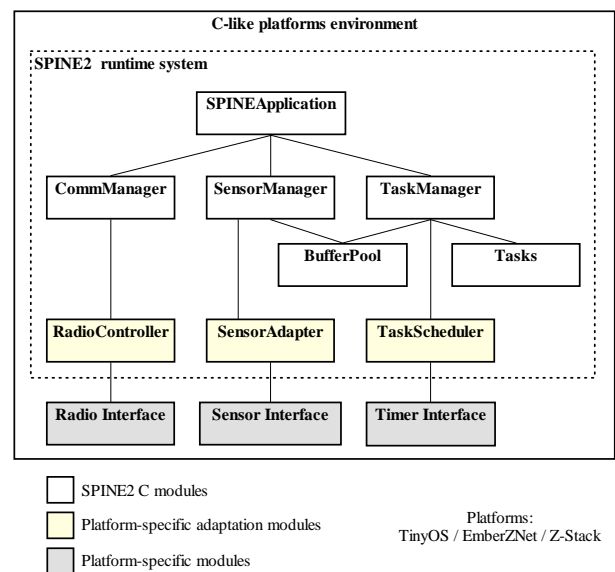 C-like platforms environment
SPINE2 runtime system
SPINEApplication
CommManager
SensorManager
TaskManager
BufferPool
Tasks
RadioController
SensorAdapter
TaskScheduler
Radio Interface
Sensor Interface
Timer Interface
SPINE2 C modules
Platform-specific adaptation modules
Platform-specific modules
Platforms:
TinyOS / EmberZNet / Z-Stack